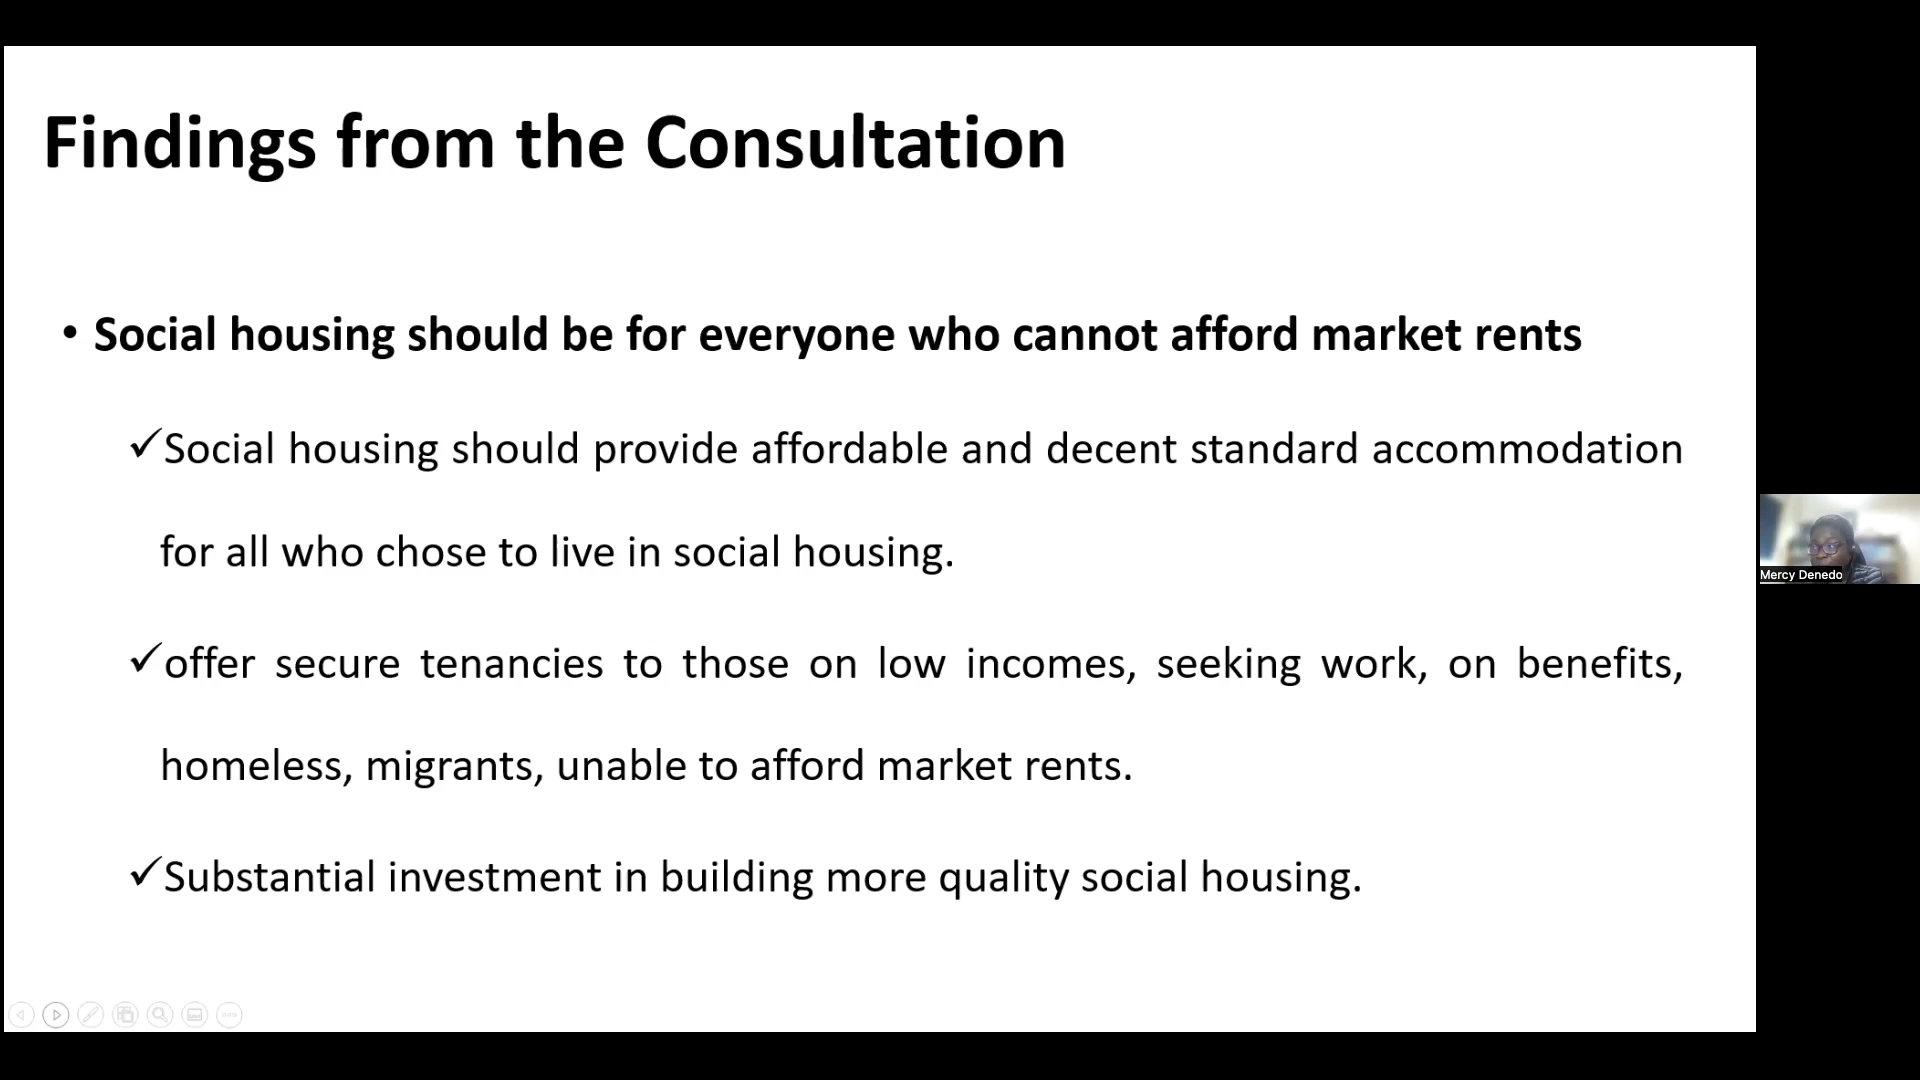 Findings from the Consultation
• Social housing should be for everyone who cannot afford market rents
✓Social housing should provide affordable and decent standard accommodation
for all who chose to live in social housing.
✓offer secure tenancies to those on low incomes, seeking work, on benefits,
homeless, migrants, unable to afford market rents.
✓Substantial investment in building more quality social housing.
Mercy Denedo